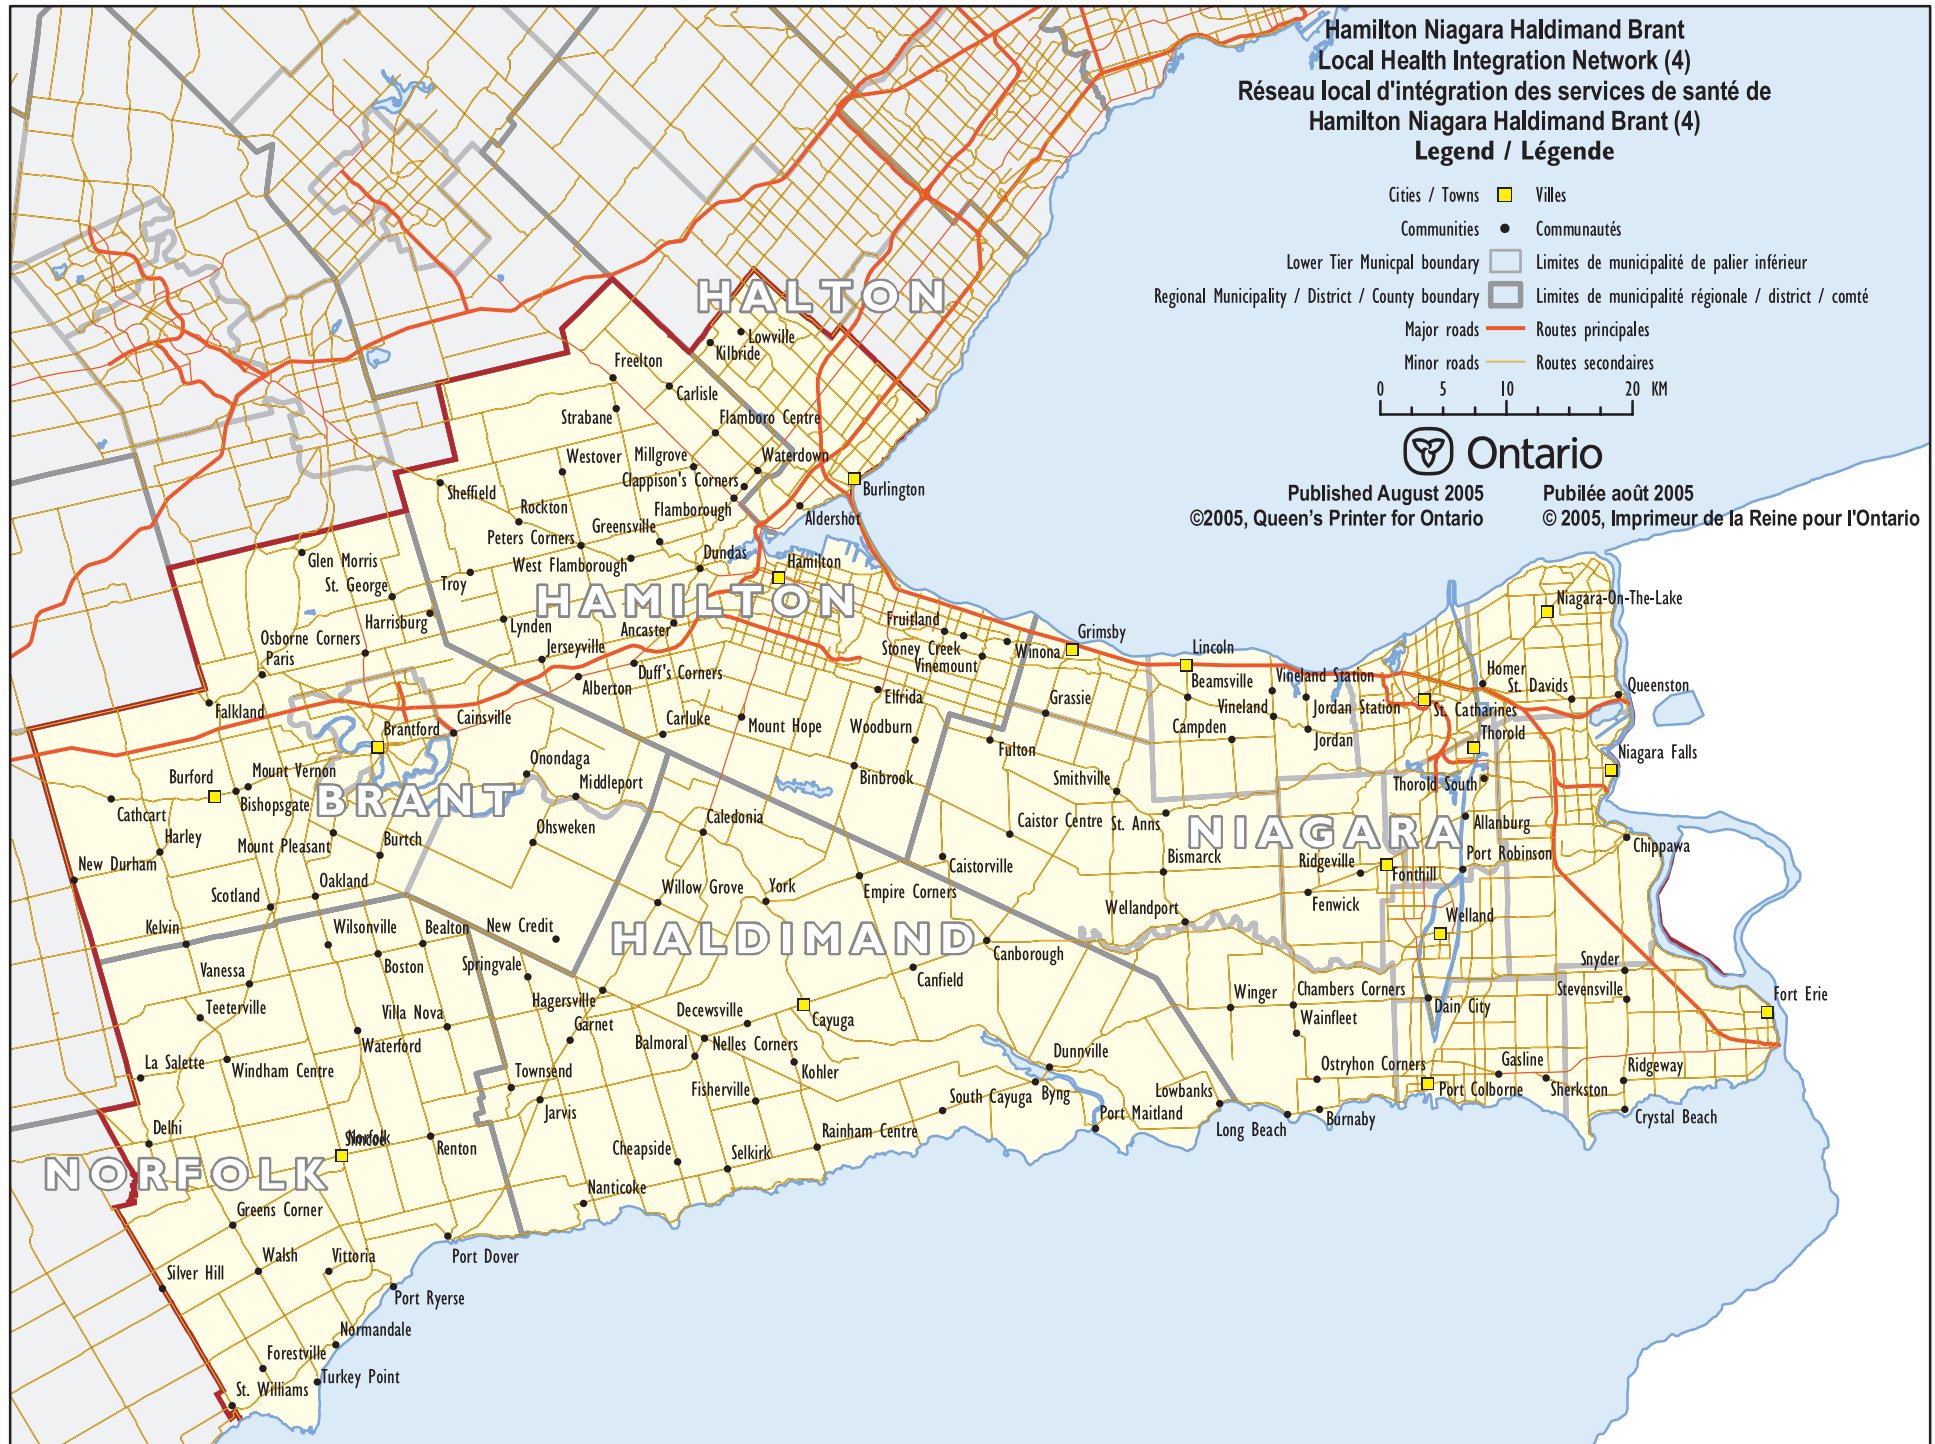 Hamilton Niagara Haldimand Brant
Local Health Integration Network (4)
Réseau local d'intégration des services de santé de
Hamilton Niagara Haldimand Brant (4)
Legend / Légende
Cities / Towns Villes
Communities Communautés
Lower Tier Municpal boundary Limites de municipalité de palier inférieur
Regional Municipality / District / County boundary Limites de municipalité régionale / district / comté
Major roads Routes principales
Minor roads Routes secondaires
0 5 10 20 KM
Ontario
Published August 2005 Pubilée août 2005
©2005, Queen's Printer for Ontario © 2005, Imprimeur de la Reine pour l'Ontario
HALTON
Lowville
Kilbride
Freelton
Carlisle
Strabane
Flamboro Centre
Westover
Millgrove
Waterdown
Clappison's Corners
Burlington
Sheffield
Rockton
Flamborough
Aldershot
Greensville
Peters Corners
Dundas
Glen Morris
West Flamborough
Hamilton
St. George
Troy
HAMILTON
Niagara-On-The-Lake
Harrisburg
Lynden
Ancaster
Fruitland
Osborne Corners
Jerseyville
Stoney Creek
Winona
Grimsby
Lincoln
Paris
Duff's Corners
Vinemount
Homer
Alberton
Elfrida
Beamsville
Vineland Station
St. Davids
Queenston
Falkland
Grassie
Vineland
Jordan Station
St. Catharines
Cainsville
Carluke
Mount Hope
Woodburn
Campden
Brantford
Jordan
Thorold
Fulton
Niagara Falls
Onondaga
Burford
Mount Vernon
Binbrook
Smithville
Thorold South
Middleport
BRANT
Bishopsgate
Cathcart
Caledonia
Caistor Centre
St. Anns
NIAGARA
Allanburg
Ohsweken
Harley
Mount Pleasant
Burtch
Chippawa
New Durham
Caistorville
Bismarck
Ridgeville
Port Robinson
Fonthill
Scotland
Oakland
Willow Grove
York
Empire Corners
Fenwick
Wellandport
Welland
Kelvin
Wilsonville
Bealton
New Credit
HALDIMAND
Boston
Springvale
Canborough
Snyder
Vanessa
Canfield
Stevensville
Teeterville
Villa Nova
Hagersville
Decewsville
Cayuga
Winger
Chambers Corners
Dain City
Fort Erie
Garnet
Wainfleet
Waterford
Balmoral
Nelles Corners
Dunnville
La Salette
Windham Centre
Townsend
Kohler
Ostryhon Corners
Gasline
Ridgeway
Fisherville
South Cayuga
Byng
Lowbanks
Port Colborne
Sherkston
Jarvis
Port Maitland
Long Beach
Burnaby
Crystal Beach
Delhi
Norfolk
Simcoe
Renton
Rainham Centre
Cheapside
Selkirk
NORFOLK
Nanticoke
Greens Corner
Walsh
Vittoria
Port Dover
Silver Hill
Port Ryerse
Normandale
Forestville
Turkey Point
St. Williams